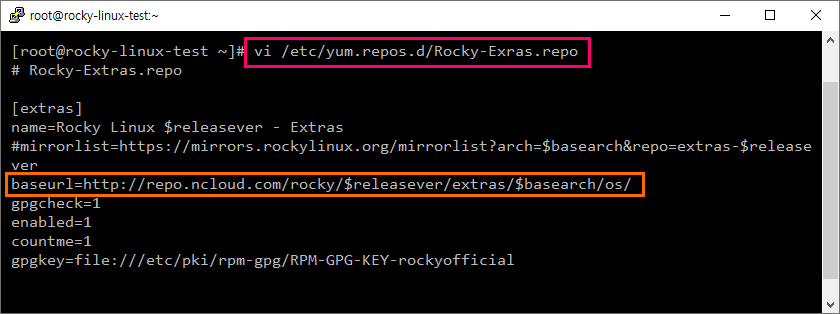 root@rocky-linux-test:~
[root@rocky-linux-test ~]# vi /etc/yum.repos.d/Rocky-Exras.repo
# Rocky-Extras.repo
[extras]
name=Rocky Linux $releasever - Extras
#mirrorlist=https://mirrors.rockylinux.org/mirrorlist?arch=$basearch&repo=extras-$release
ver
baseurl=http://repo.ncloud.com/rocky/$releasever/extras/$basearch/os/
gpgcheck=1
enabled=1
countme=1
gpgkey=file:///etc/pki/rpm-gpg/RPM-GPG-KEY-rockyofficial